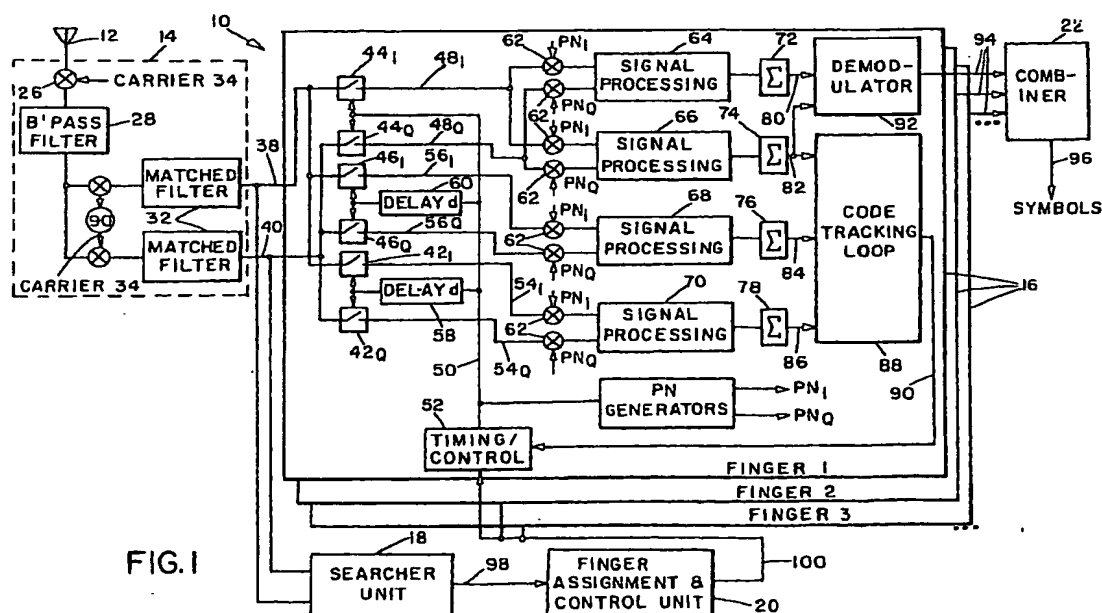 10
12
14
26
CARRIER 34
B'PASS FILTER
28
MATCHED FILTER
32
MATCHED FILTER
90
CARRIER 34
38
40
44I
48I
44Q
48Q
46I
56I
60
DELAY d
56Q
46Q
42I
DELAY d
54I
58
42Q
50
54Q
62
PNI
PNQ
62
PNI
PNQ
62
PNI
62
PNQ
PNI
62
PNQ
64
SIGNAL PROCESSING
66
SIGNAL PROCESSING
68
SIGNAL PROCESSING
70
SIGNAL PROCESSING
72
Σ
74
Σ
76
Σ
78
Σ
80
82
84
86
DEMOD-ULATOR
92
CODE TRACKING LOOP
88
90
94
22
COMB-INER
96
SYMBOLS
16
PN GENERATORS
PNI
PNQ
52
TIMING/CONTROL
FINGER 1
FINGER 2
FINGER 3
FIG.1
18
SEARCHER UNIT
98
FINGER ASSIGNMENT & CONTROL UNIT
20
100